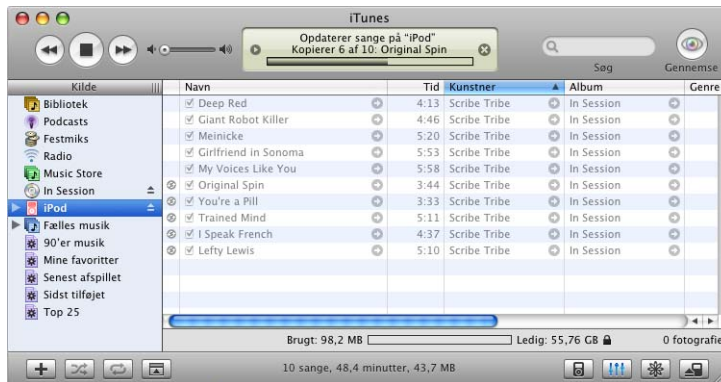 iTunes
Opdaterer sange på “iPod”
Kopierer 6 af 10: Original Spin
Søg
Gennemse
Kilde
Navn Tid Kunstner Album Genre
Bibliotek
Podcasts
Festmiks
Radio
Music Store
In Session
iPod
Fælles musik
90'er musik
Mine favoritter
Senest afspillet
Sidst tilføjet
Top 25
Deep Red 4:13 Scribe Tribe In Session
Giant Robot Killer 4:46 Scribe Tribe In Session
Meinicke 5:20 Scribe Tribe In Session
Girlfriend in Sonoma 5:53 Scribe Tribe In Session
My Voices Like You 5:58 Scribe Tribe In Session
Original Spin 3:44 Scribe Tribe In Session
You're a Pill 3:33 Scribe Tribe In Session
Trained Mind 5:11 Scribe Tribe In Session
I Speak French 4:37 Scribe Tribe In Session
Lefty Lewis 5:10 Scribe Tribe In Session
Brugt: 98,2 MB Ledig: 55,76 GB 0 fotografie
10 sange, 48,4 minutter, 43,7 MB